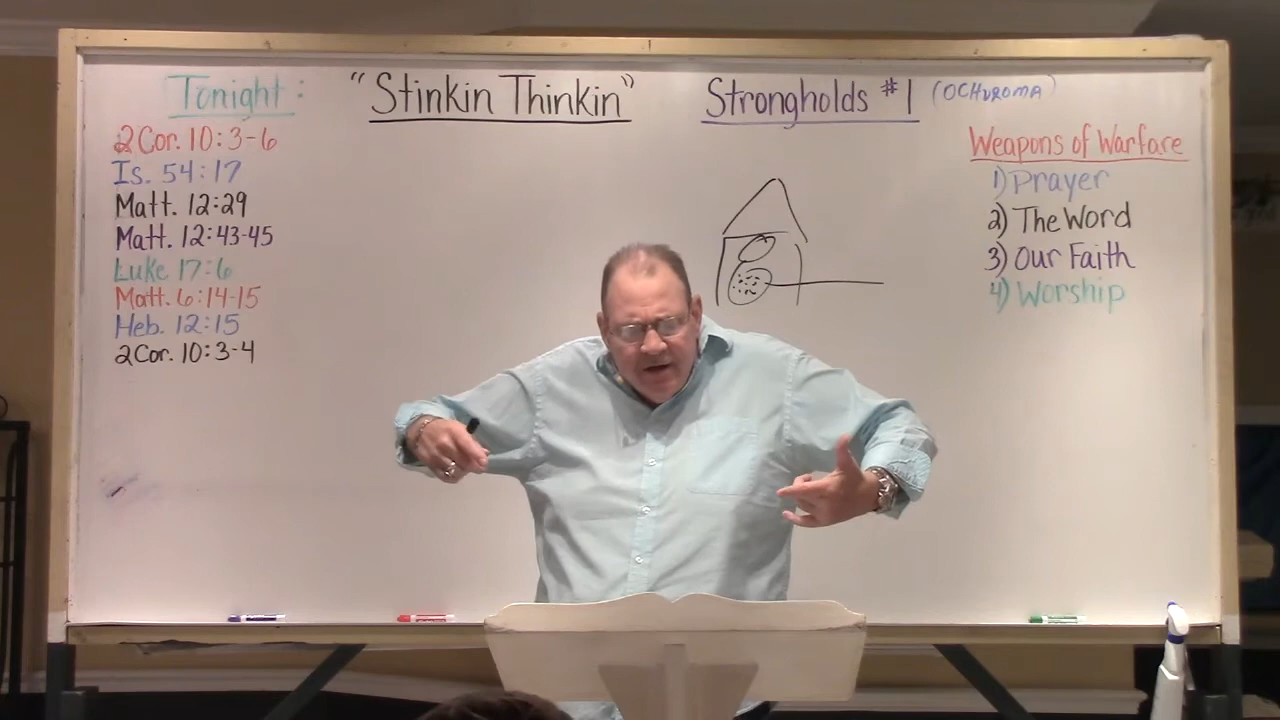 Tonight:
"Stinkin Thinkin"
Strongholds #1 (OCHUROMA)
2Cor. 10:3-6
Is. 54:17
Matt. 12:29
Matt. 12:43-45
Luke 17:6
Matt. 6:14-15
Heb. 12:15
2Cor. 10:3-4
Weapons of Warfare
1) Prayer
2) The Word
3) Our Faith
4) Worship